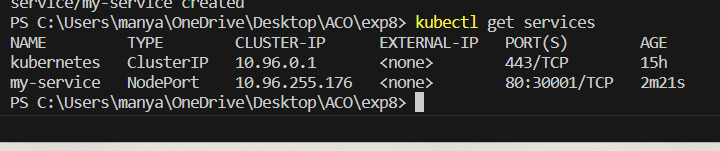 service/my-service created
PS C:\Users\manya\OneDrive\Desktop\ACO\exp8> kubectl get services
NAME         TYPE        CLUSTER-IP      EXTERNAL-IP   PORT(S)        AGE
kubernetes   ClusterIP   10.96.0.1       <none>        443/TCP        15h
my-service   NodePort    10.96.255.176   <none>        80:30001/TCP   2m21s
PS C:\Users\manya\OneDrive\Desktop\ACO\exp8>